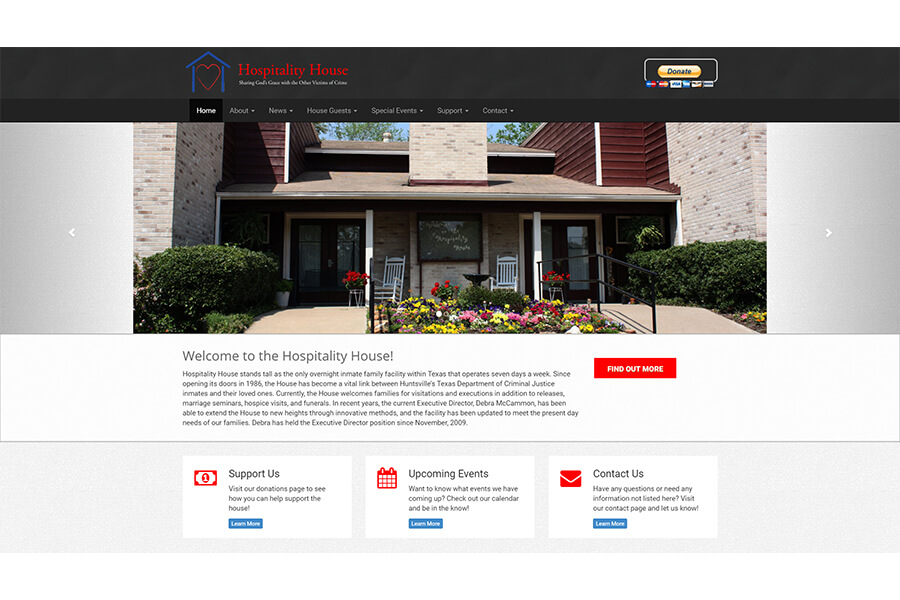 Hospitality House
Sharing God's Grace with the Other Victims of Crime
Donate
VISA
Home
About
News
House Guests
Special Events
Support
Contact
Welcome to the Hospitality House!
Hospitality House stands tall as the only overnight inmate family facility within Texas that operates seven days a week. Since
opening its doors in 1986, the House has become a vital link between Huntsville's Texas Department of Criminal Justice
inmates and their loved ones. Currently, the House welcomes families for visitations and executions in addition to releases,
marriage seminars, hospice visits, and funerals. In recent years, the current Executive Director, Debra McCammon, has been
able to extend the House to new heights through innovative methods, and the facility has been updated to meet the present day
needs of our families. Debra has held the Executive Director position since November, 2009.
FIND OUT MORE
Support Us
Visit our donations page to see
how you can help support the
house!
Learn More
Upcoming Events
Want to know what events we have
coming up? Check out our calendar
and be in the know!
Learn More
Contact Us
Have any questions or need any
information not listed here? Visit
our contact page and let us know!
Learn More